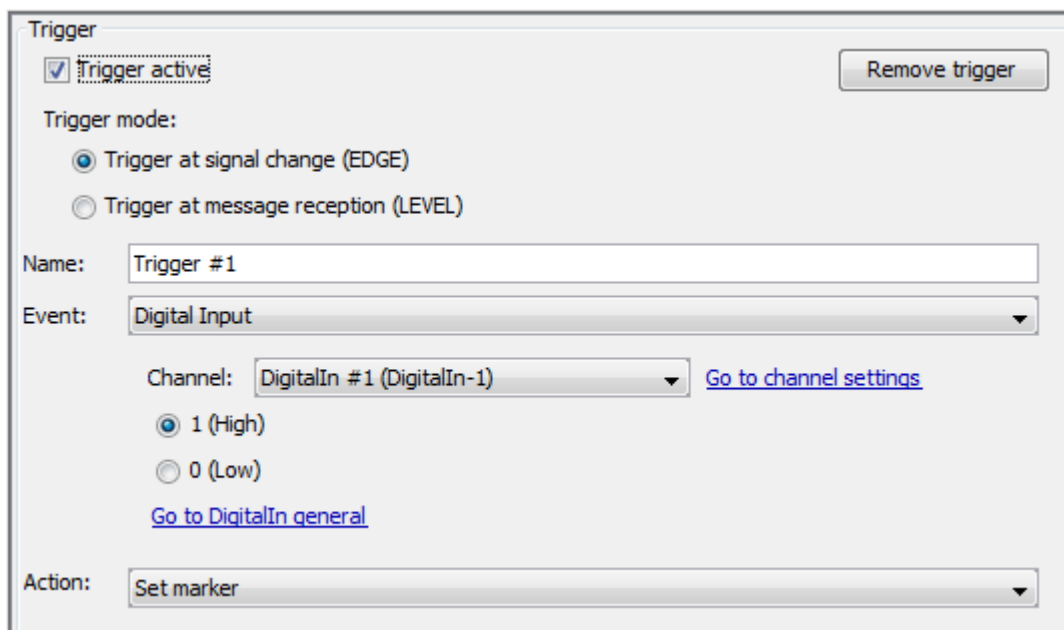 Trigger
Trigger active
Remove trigger
Trigger mode:
Trigger at signal change (EDGE)
Trigger at message reception (LEVEL)
Name: Trigger #1
Event: Digital Input
Channel: DigitalIn #1 (DigitalIn-1) Go to channel settings
1 (High)
0 (Low)
Go to DigitalIn general
Action: Set marker